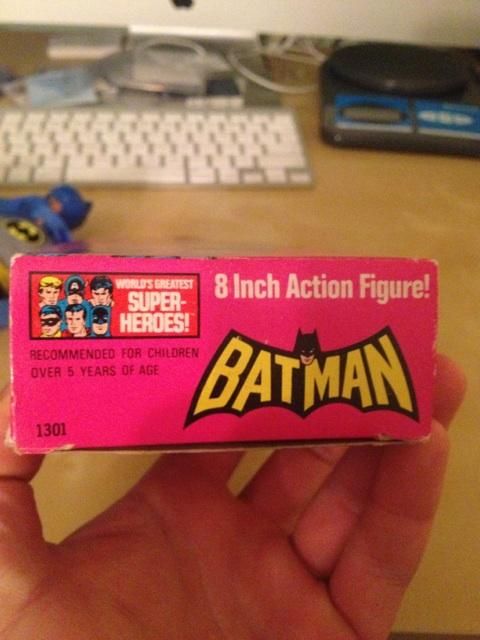 WORLD'S GREATEST
SUPER-
HEROES!
8 Inch Action Figure!
RECOMMENDED FOR CHILDREN
OVER 5 YEARS OF AGE
BATMAN
1301